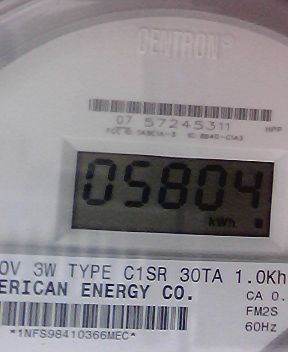 CENTRON®
07 57245311 HPP
05804
kWh
0V 3W TYPE C1SR 30TA 1.0Kh
ERICAN ENERGY CO.
CA 0.
FM2S
*1NFS98410366MEC*
60Hz